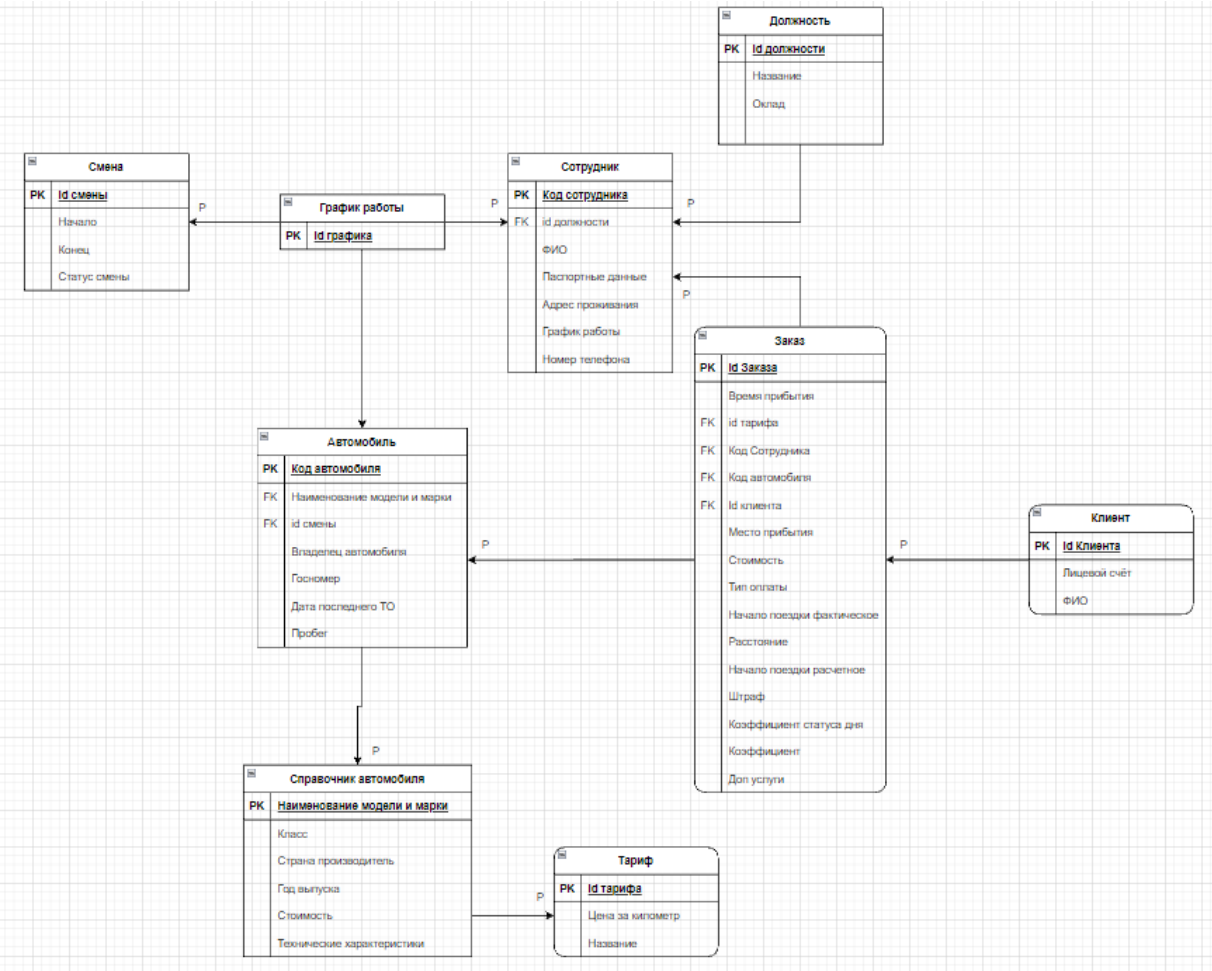 Должность
PK Id должности
Название
Оклад
Смена
PK Id смены
Начало
Конец
Статус смены
P
График работы
PK Id графика
P
Сотрудник
PK Код сотрудника
FK id должности
ФИО
Паспортные данные
Адрес проживания
График работы
Номер телефона
P
P
Заказ
PK Id Заказа
Время прибытия
FK id тарифа
FK Код Сотрудника
FK Код автомобиля
FK Id клиента
Место прибытия
Стоимость
Тип оплаты
Начало поездки фактическое
Расстояние
Начало поездки расчетное
Штраф
Коэффициент статуса дня
Коэффициент
Доп услуги
Автомобиль
PK Код автомобиля
FK Наименование модели и марки
FK id смены
Владелец автомобиля
Госномер
Дата последнего ТО
Пробег
P
P
Клиент
PK Id Клиента
Лицевой счёт
ФИО
P
Справочник автомобиля
PK Наименование модели и марки
Класс
Страна производитель
Год выпуска
Стоимость
Технические характеристики
P
Тариф
PK Id тарифа
Цена за километр
Название